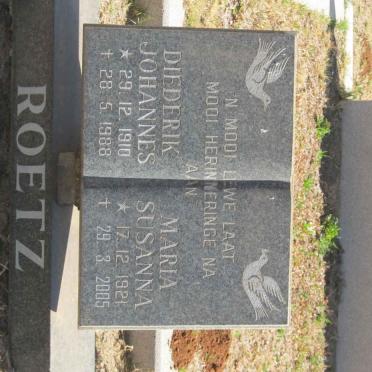 'N MOOI LEWE LAAT
MOOI HERINNERINGE NA
AAN
DIEDERIK
JOHANNES
★ 29. 12. 1910
✝ 28. 5. 1988
MARIA
SUSANNA
★ 17. 12. 1921
✝ 29. 3. 2005
ROETZ